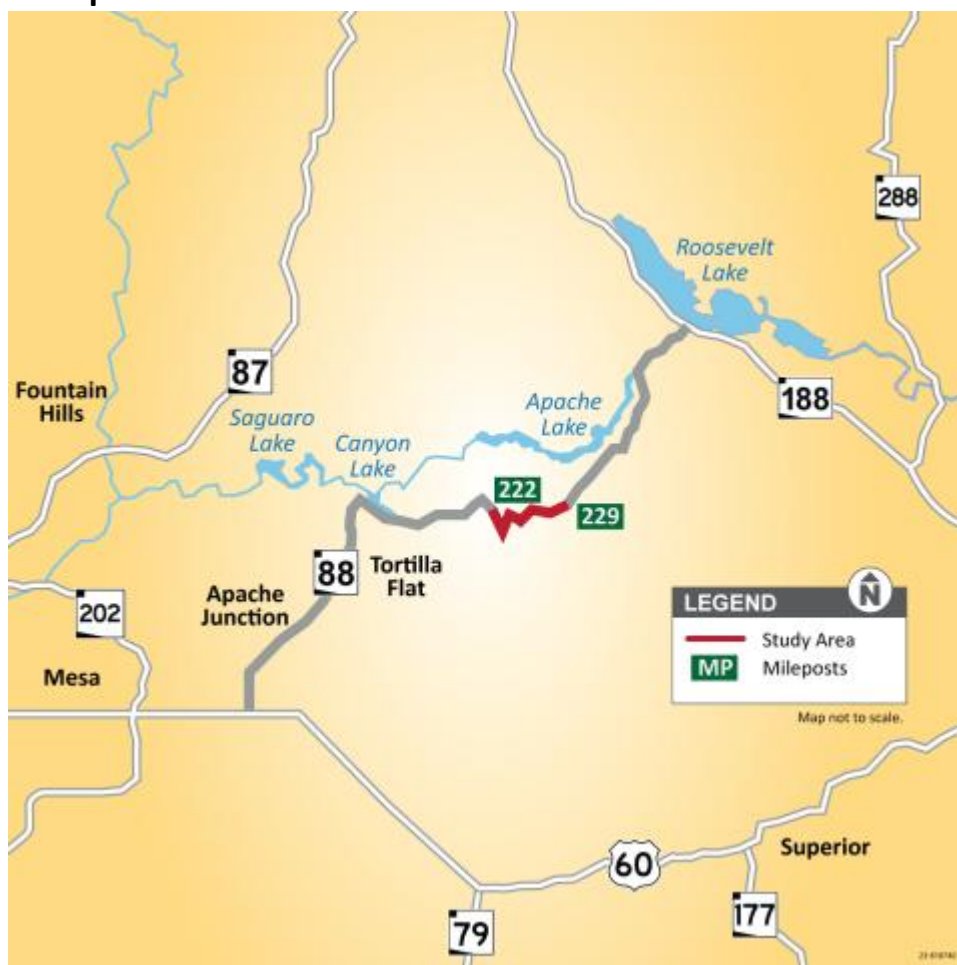 288
Roosevelt
Lake
87
Fountain
Hills
Apache
Lake
188
Saguaro
Lake
Canyon
Lake
222
229
88
Tortilla
Flat
Apache
Junction
202
Mesa
LEGEND
N
Study Area
MP
Mileposts
Map not to scale.
60
Superior
79
177